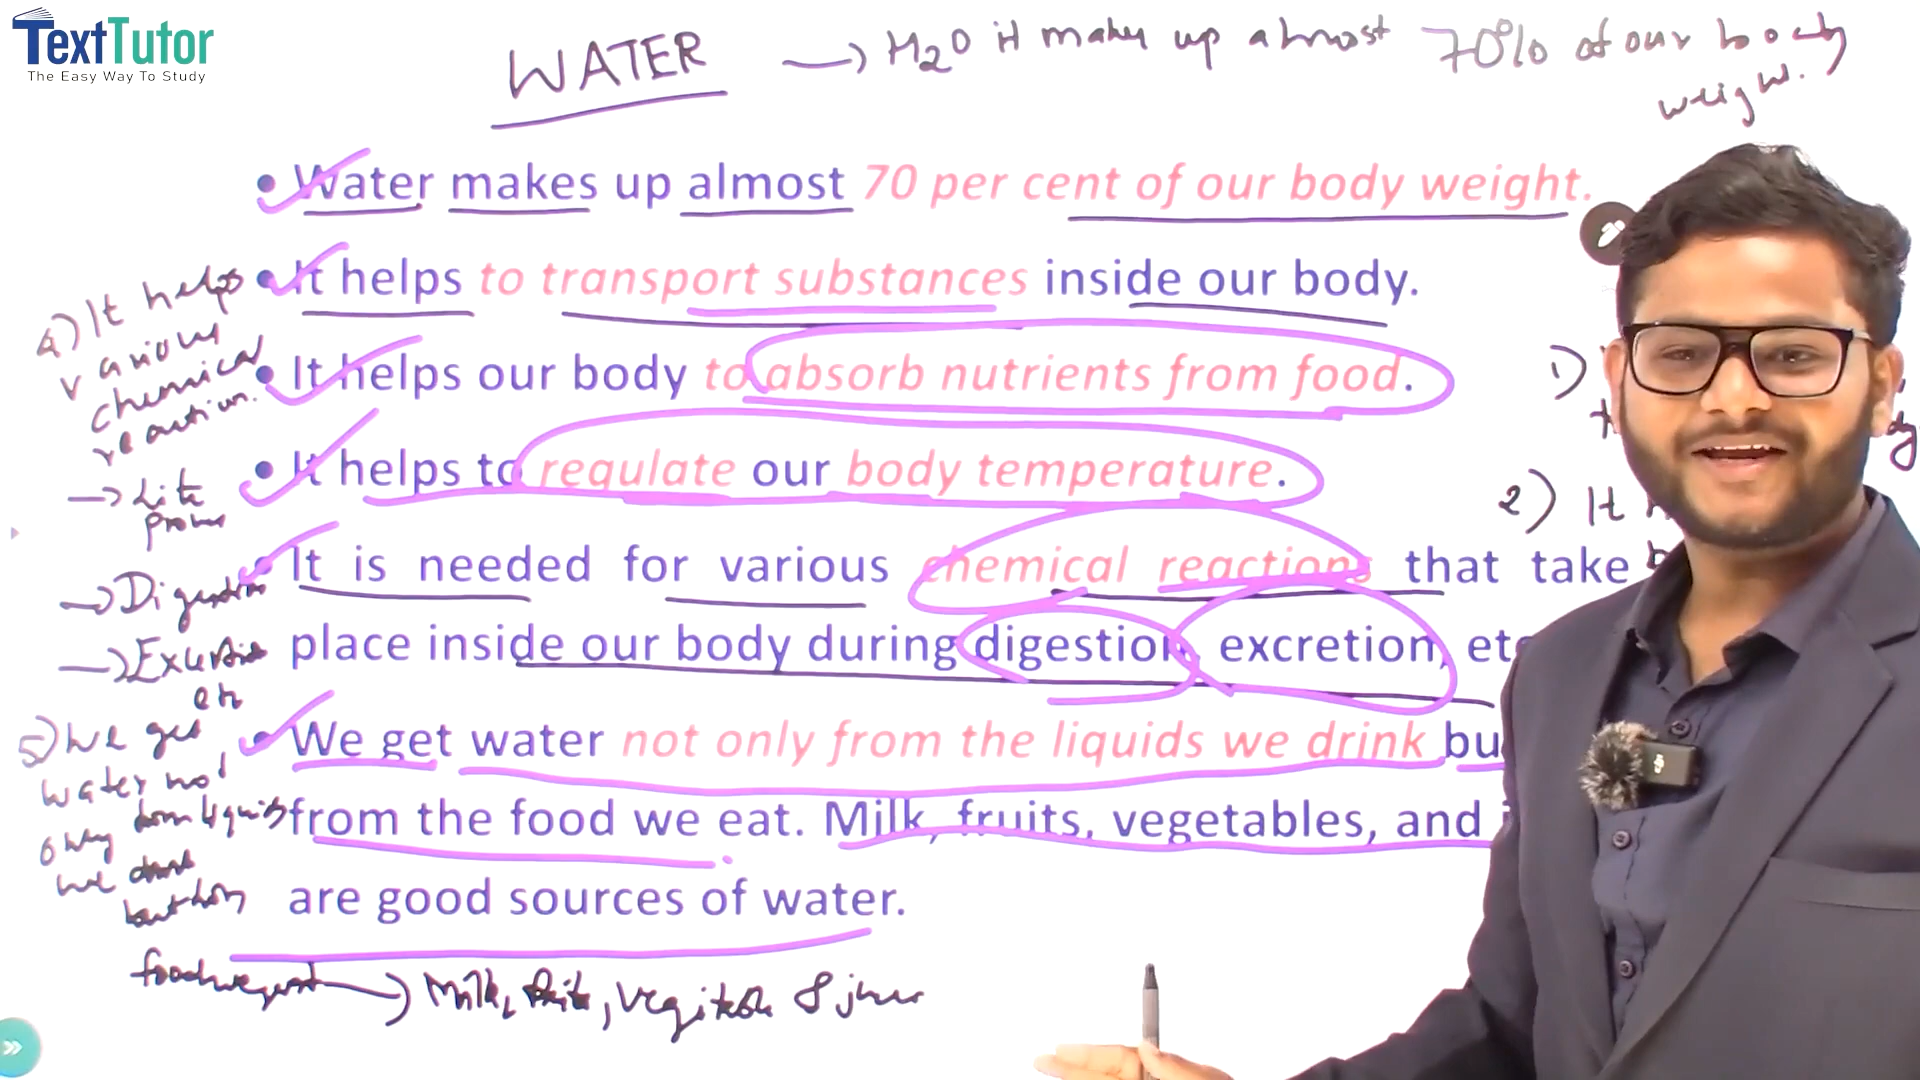 TextTutor
The Easy Way To Study
WATER → H2O it makes up almost 70% of our body
weight.
• Water makes up almost 70 per cent of our body weight.
• It helps to transport substances inside our body.
• It helps our body to absorb nutrients from food.
• It helps to regulate our body temperature.
• It is needed for various chemical reactions that take
place inside our body during digestion, excretion, etc
• We get water not only from the liquids we drink bu
from the food we eat. Milk, fruits, vegetables, and
are good sources of water.
4) It helps
various
chemical
reaction.
→ Like
→ Digestion
→ Excretion
etc
5) We get
water not
only from liquids
we drink
but from
food we eat → Milk, fruits, &
1)
2) It